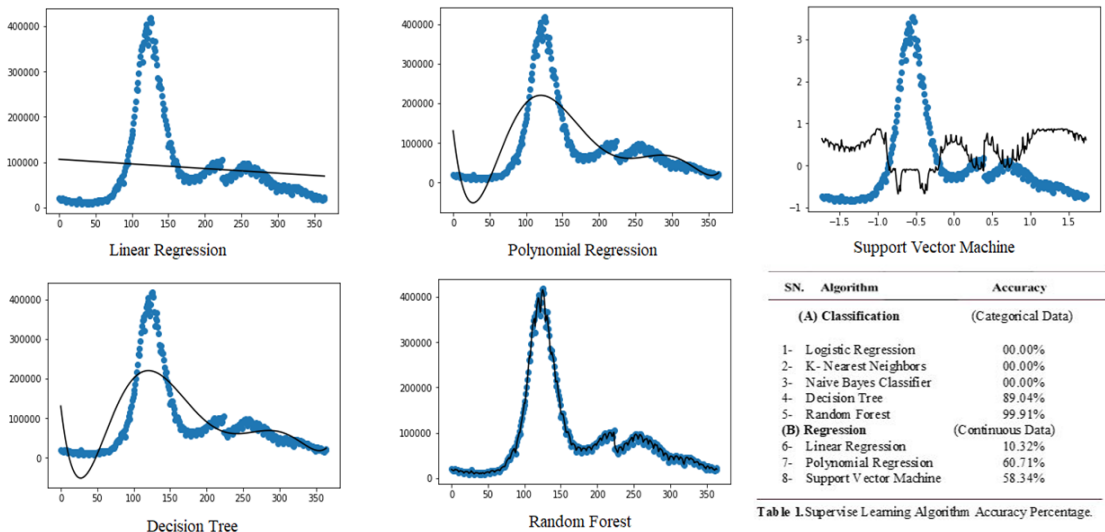 400000
300000
200000
100000
0
0 50 100 150 200 250 300 350
Linear Regression
400000
300000
200000
100000
0
0 50 100 150 200 250 300 350
Polynomial Regression
3
2
1
0
−1
−1.5 −1.0 −0.5 0.0 0.5 1.0 1.5
Support Vector Machine
400000
300000
200000
100000
0
0 50 100 150 200 250 300 350
Decision Tree
400000
300000
200000
100000
0
0 50 100 150 200 250 300 350
Random Forest
SN. Algorithm Accuracy
(A) Classification (Categorical Data)
1- Logistic Regression 00.00%
2- K- Nearest Neighbors 00.00%
3- Naive Bayes Classifier 00.00%
4- Decision Tree 89.04%
5- Random Forest 99.91%
(B) Regression (Continuous Data)
6- Linear Regression 10.32%
7- Polynomial Regression 60.71%
8- Support Vector Machine 58.34%
Table 1.Supervise Learning Algorithm Accuracy Percentage.